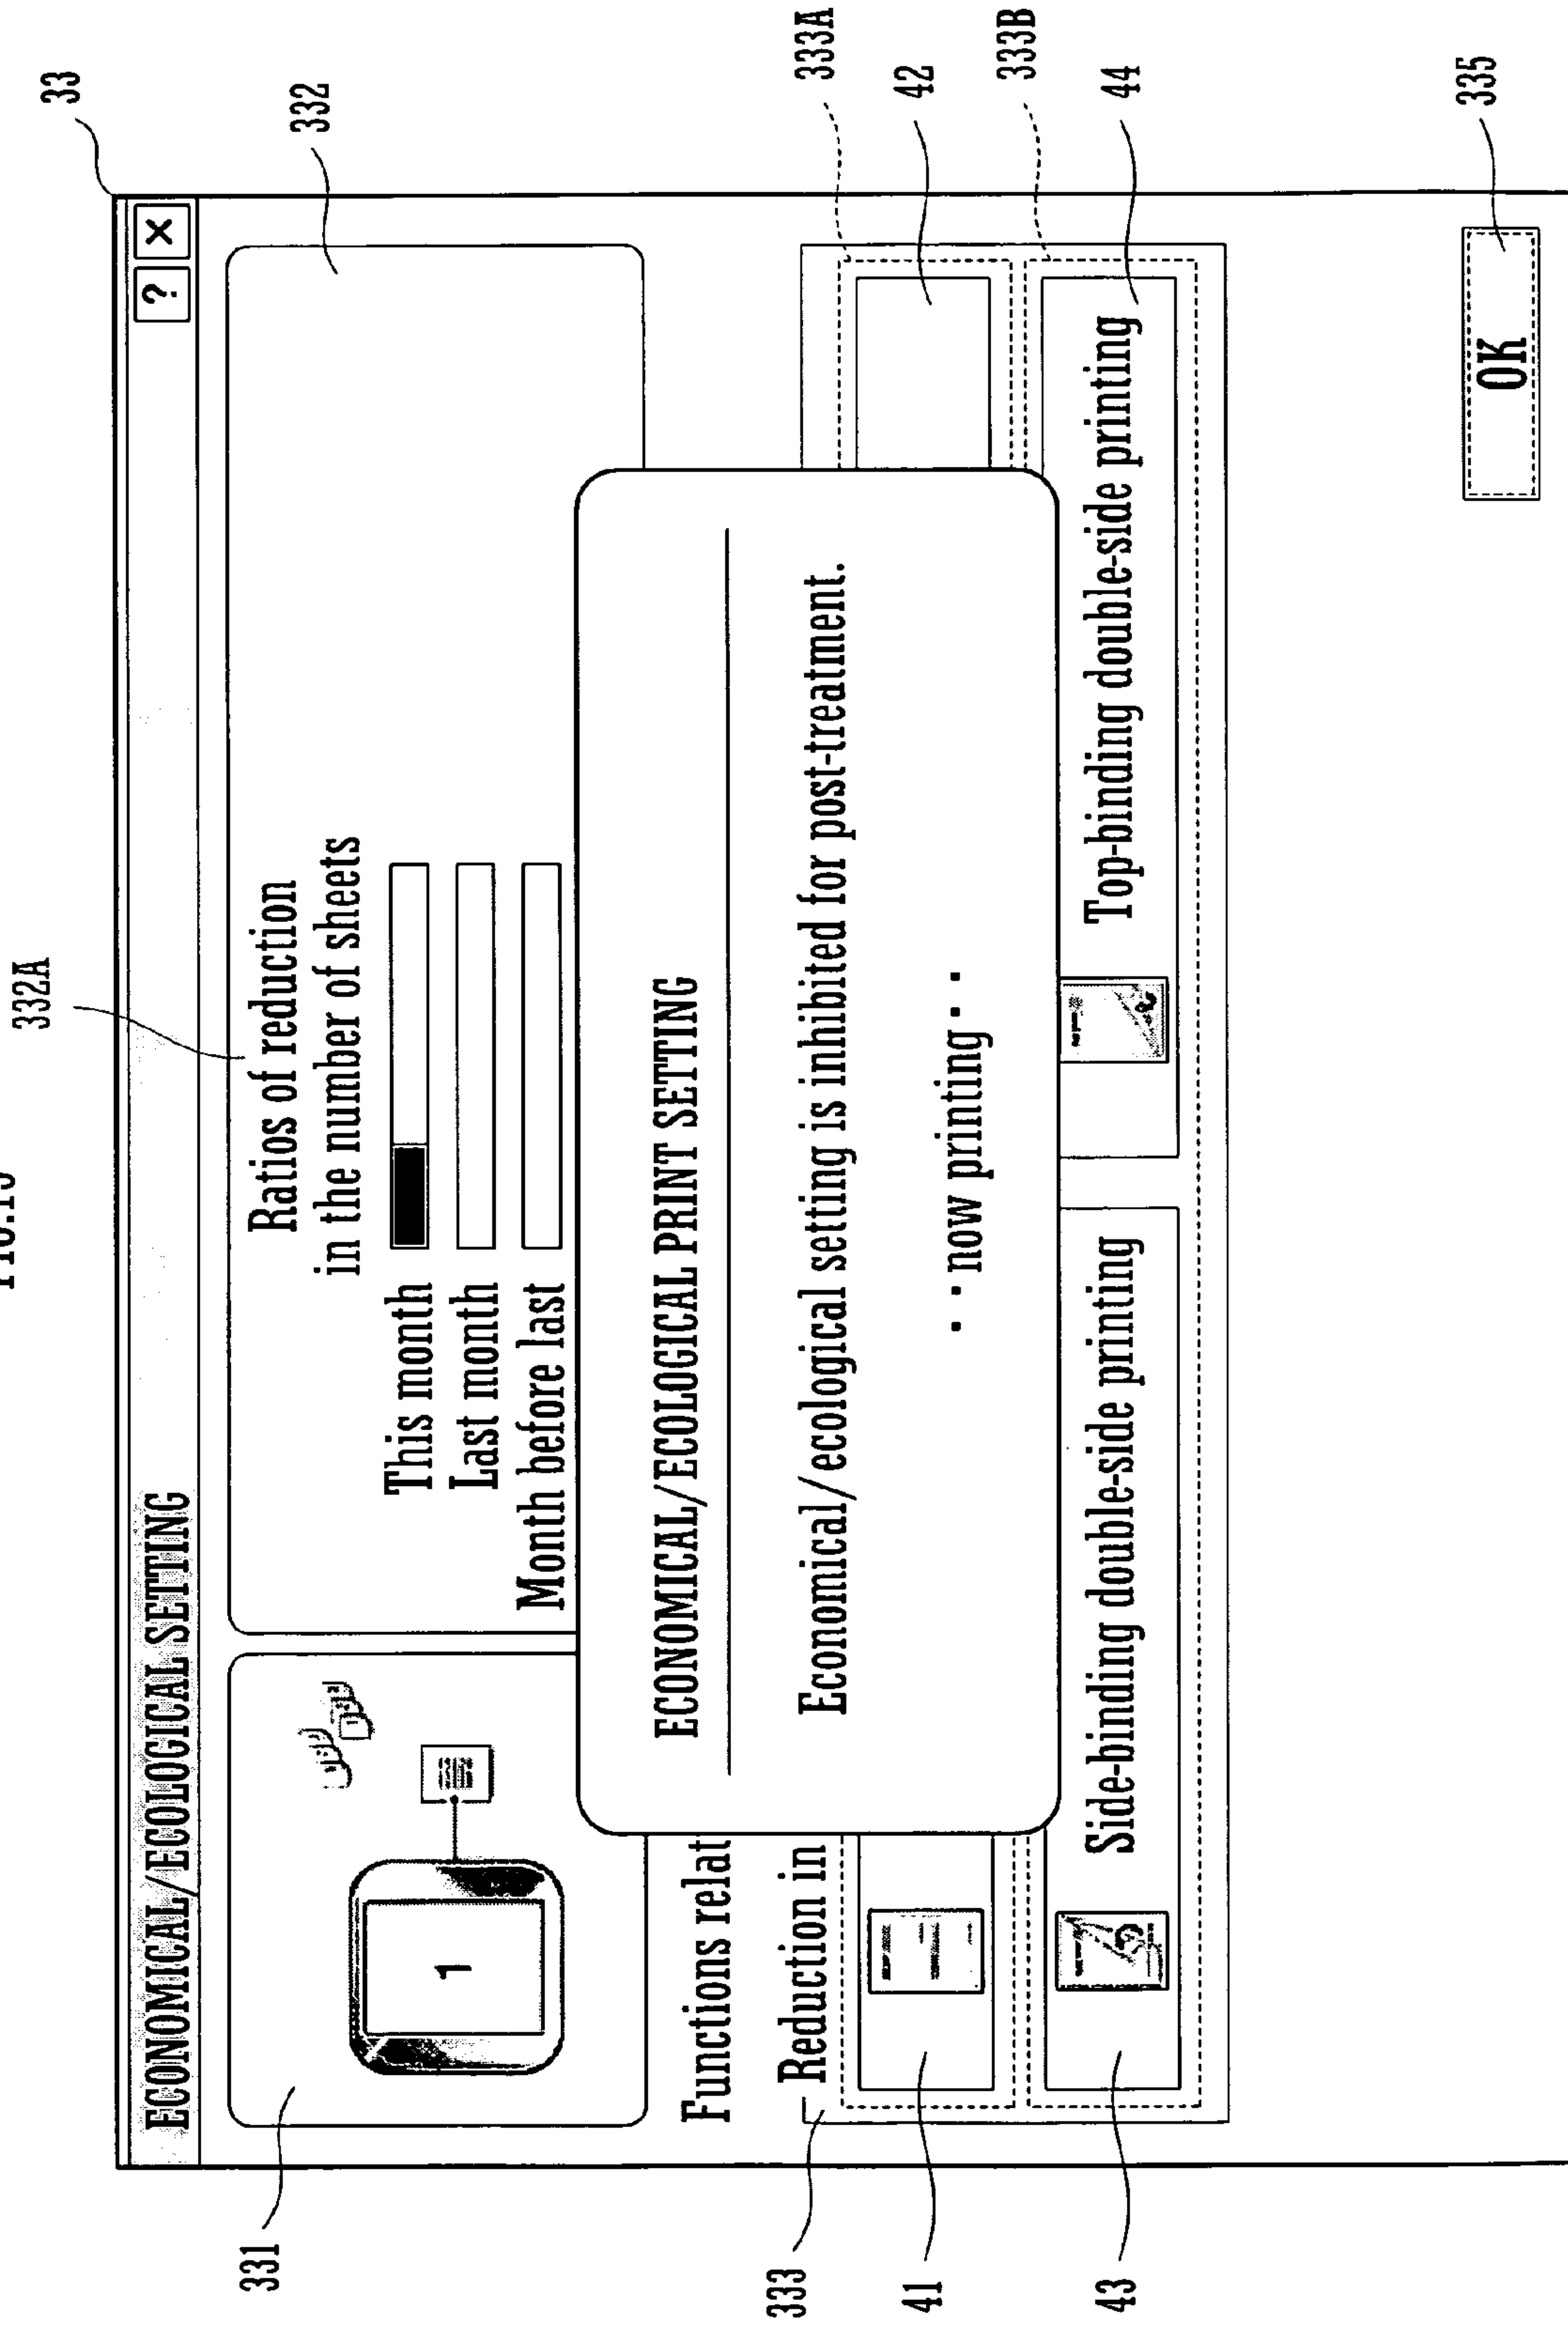 332A
33
ECONOMICAL/ECOLOGICAL SETTING
?
×
331
332
1
Ratios of reduction
in the number of sheets
This month
Last month
Month before last
Functions relat
ECONOMICAL/ECOLOGICAL PRINT SETTING
333
Reduction in
Economical/ecological setting is inhibited for post-treatment.
333A
41
42
· · now printing · ·
333B
43
Side-binding double-side printing
Top-binding double-side printing
44
OK
335